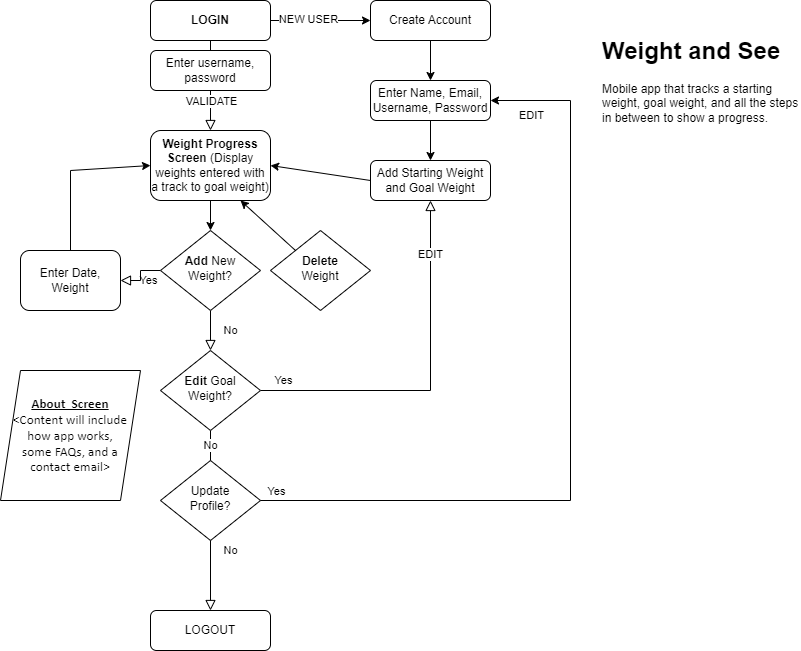 LOGIN
NEW USER
Create Account
Weight and See
Enter username,
password
Mobile app that tracks a starting
weight, goal weight, and all the steps
in between to show a progress.
VALIDATE
Enter Name, Email,
Username, Password
EDIT
Weight Progress
Screen (Display
weights entered with
a track to goal weight)
Add Starting Weight
and Goal Weight
Enter Date,
Weight
Yes
Add New
Weight?
Delete
Weight
EDIT
No
Edit Goal
Weight?
Yes
About Screen
<Content will include
how app works,
some FAQs, and a
contact email>
No
Update
Profile?
Yes
No
LOGOUT